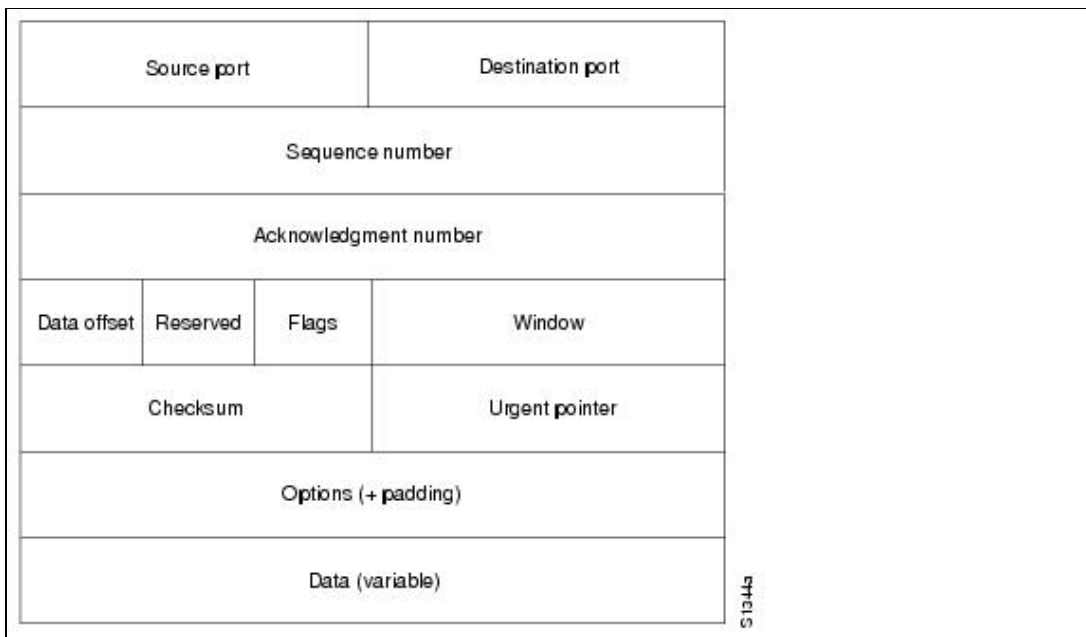 Source port
Destination port
Sequence number
Acknowledgment number
Data offset
Reserved
Flags
Window
Checksum
Urgent pointer
Options (+ padding)
Data (variable)
S1344a